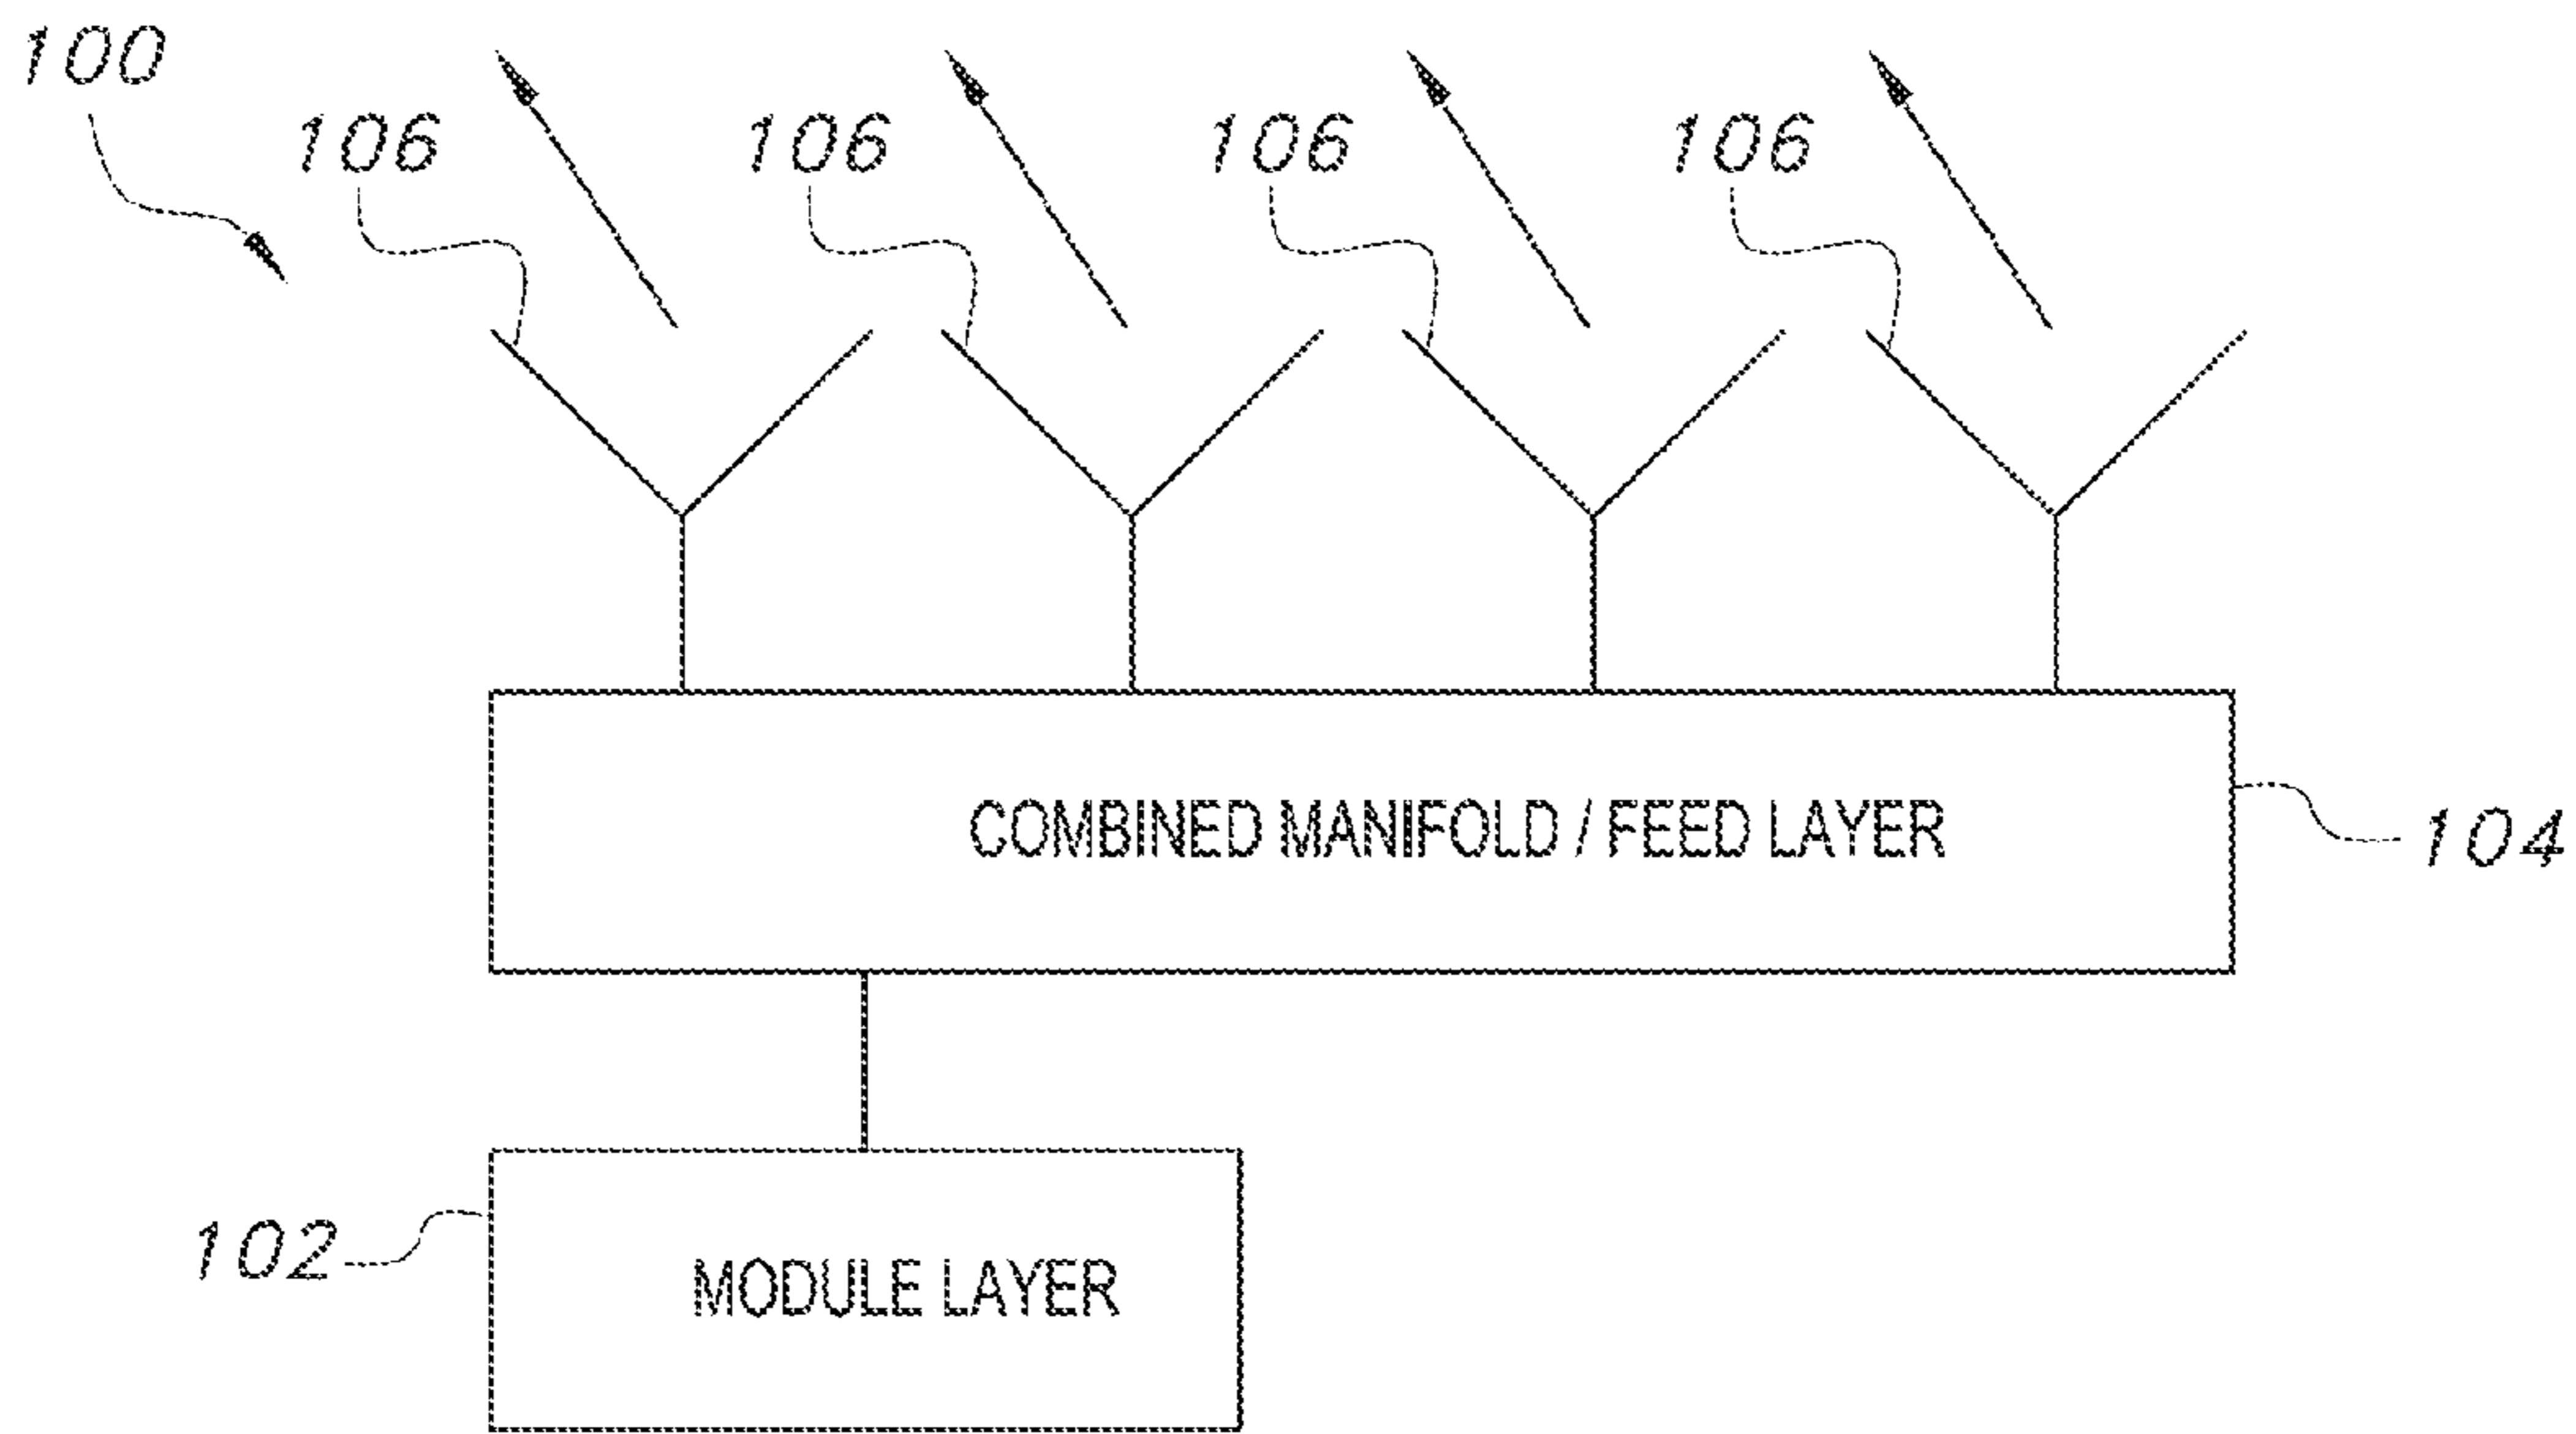 100
106 106 106 106
COMBINED MANIFOLD / FEED LAYER
104
102
MODULE LAYER